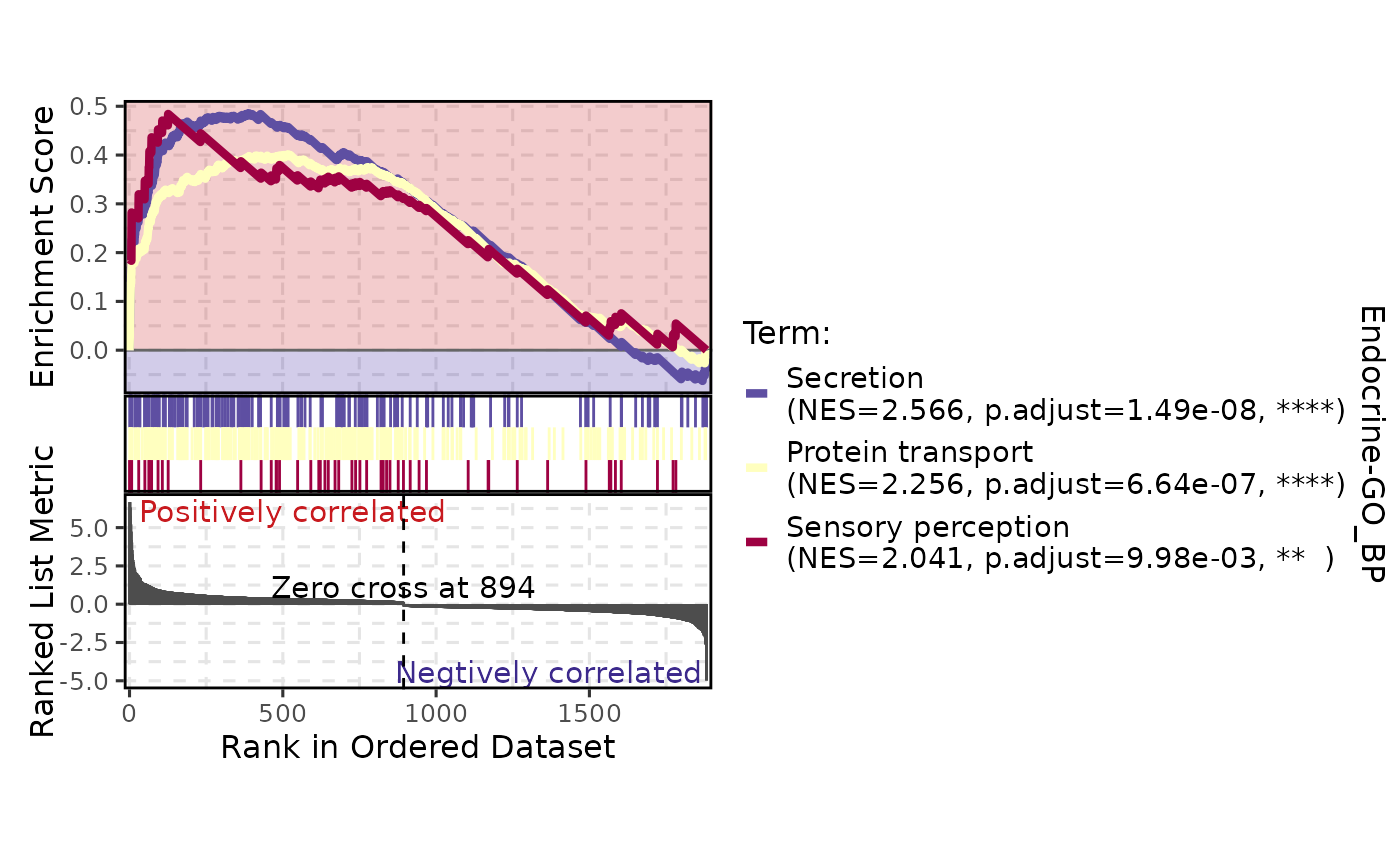 Enrichment Score
0.5
0.4
0.3
0.2
0.1
0.0
Ranked List Metric
5.0
2.5
0.0
-2.5
-5.0
Positively correlated
Zero cross at 894
Negtively correlated
0 500 1000 1500
Rank in Ordered Dataset
Term:
Secretion
(NES=2.566, p.adjust=1.49e-08, ****)
Protein transport
(NES=2.256, p.adjust=6.64e-07, ****)
Sensory perception
(NES=2.041, p.adjust=9.98e-03, **  )
Endocrine-GO_BP